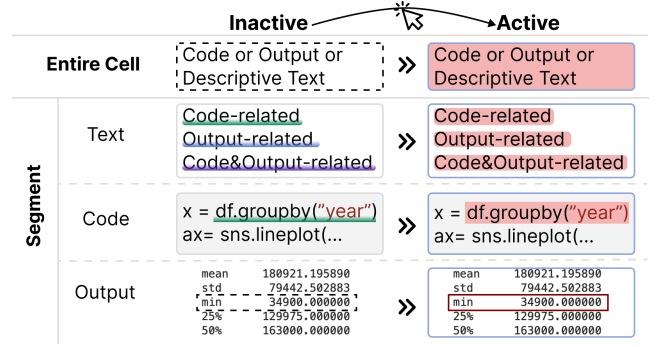 Inactive
Active
Entire Cell
Code or Output or
Descriptive Text
»
Code or Output or
Descriptive Text
Segment
Text
Code-related
Output-related
Code&Output-related
»
Code-related
Output-related
Code&Output-related
Code
x = df.groupby(”year”)
ax= sns.lineplot(...
»
x = df.groupby(”year”)
ax= sns.lineplot(...
Output
mean 180921.195890
std 79442.502883
min 34900.000000
25% 129975.000000
50% 163000.000000
»
mean 180921.195890
std 79442.502883
min 34900.000000
25% 129975.000000
50% 163000.000000